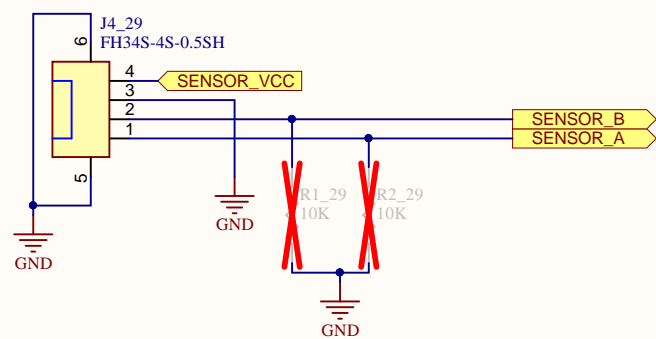 J4_29
FH34S-4S-0.5SH
6
4
SENSOR_VCC
3
2
SENSOR_B
1
SENSOR_A
5
R1_29
10K
R2_29
10K
GND
GND
GND